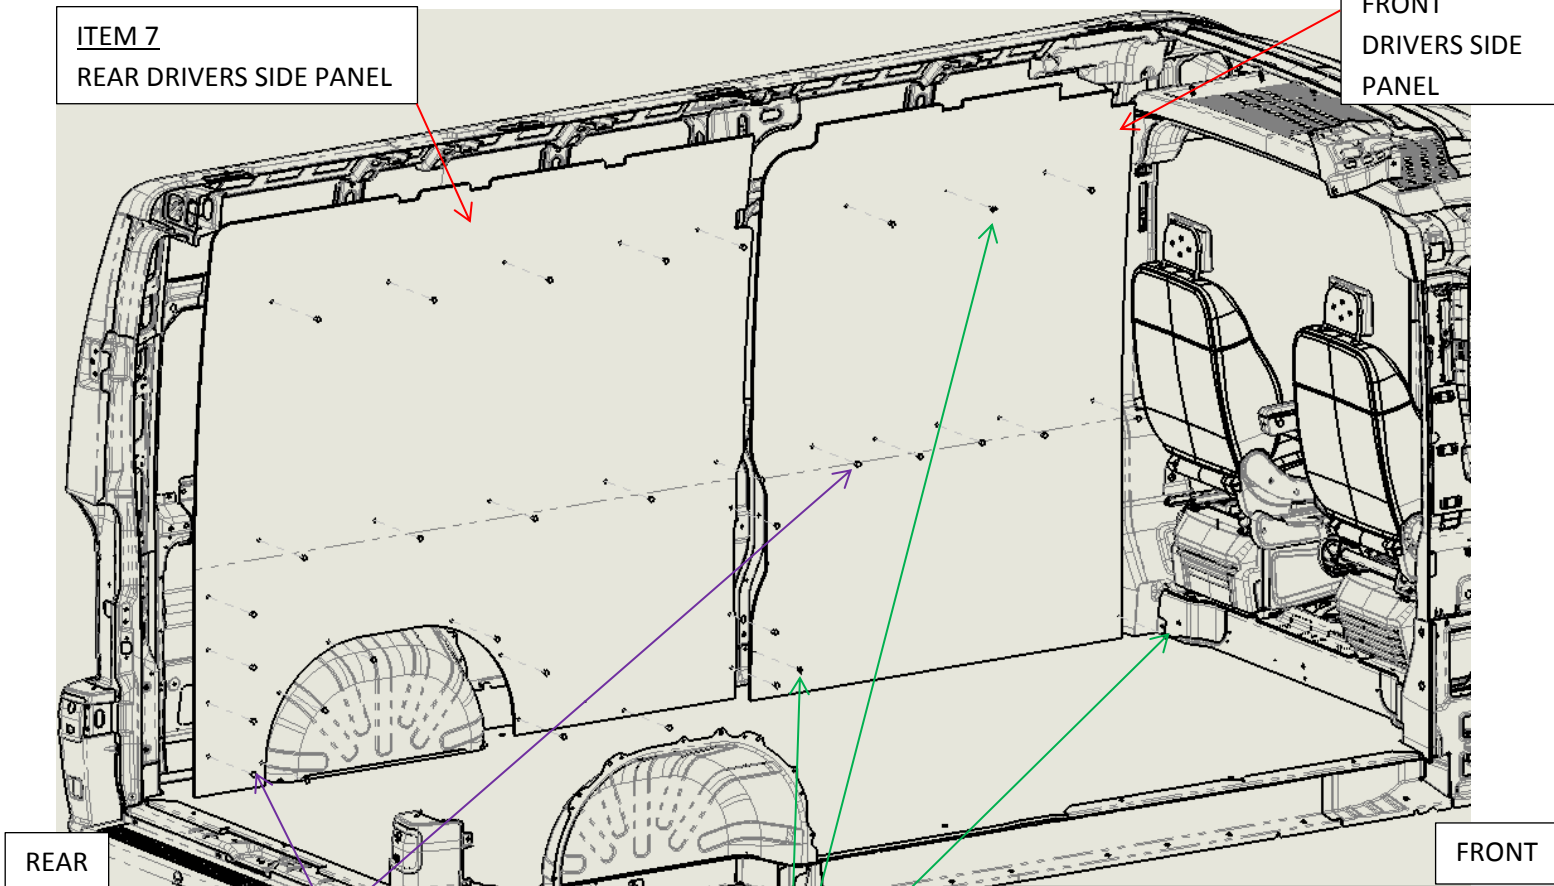 ITEM 7
REAR DRIVERS SIDE PANEL
FRONT
DRIVERS SIDE
PANEL
REAR
FRONT